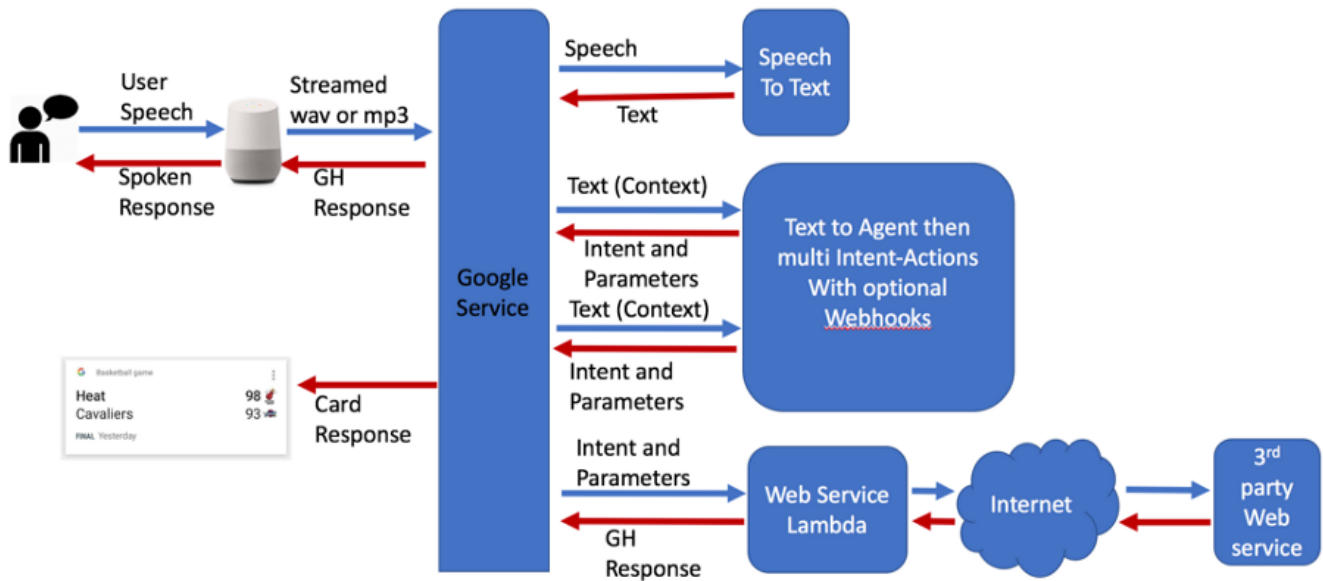 User
Speech
Streamed
wav or mp3
Spoken
Response
GH
Response
Google
Service
Speech
Text
Speech
To Text
Text (Context)
Intent and
Parameters
Text (Context)
Intent and
Parameters
Text to Agent then
multi Intent-Actions
With optional
Webhooks
Basketball game
Heat 98
Cavaliers 93
FINAL Yesterday
Card
Response
Intent and
Parameters
GH
Response
Web Service
Lambda
Internet
3rd
party
Web
service